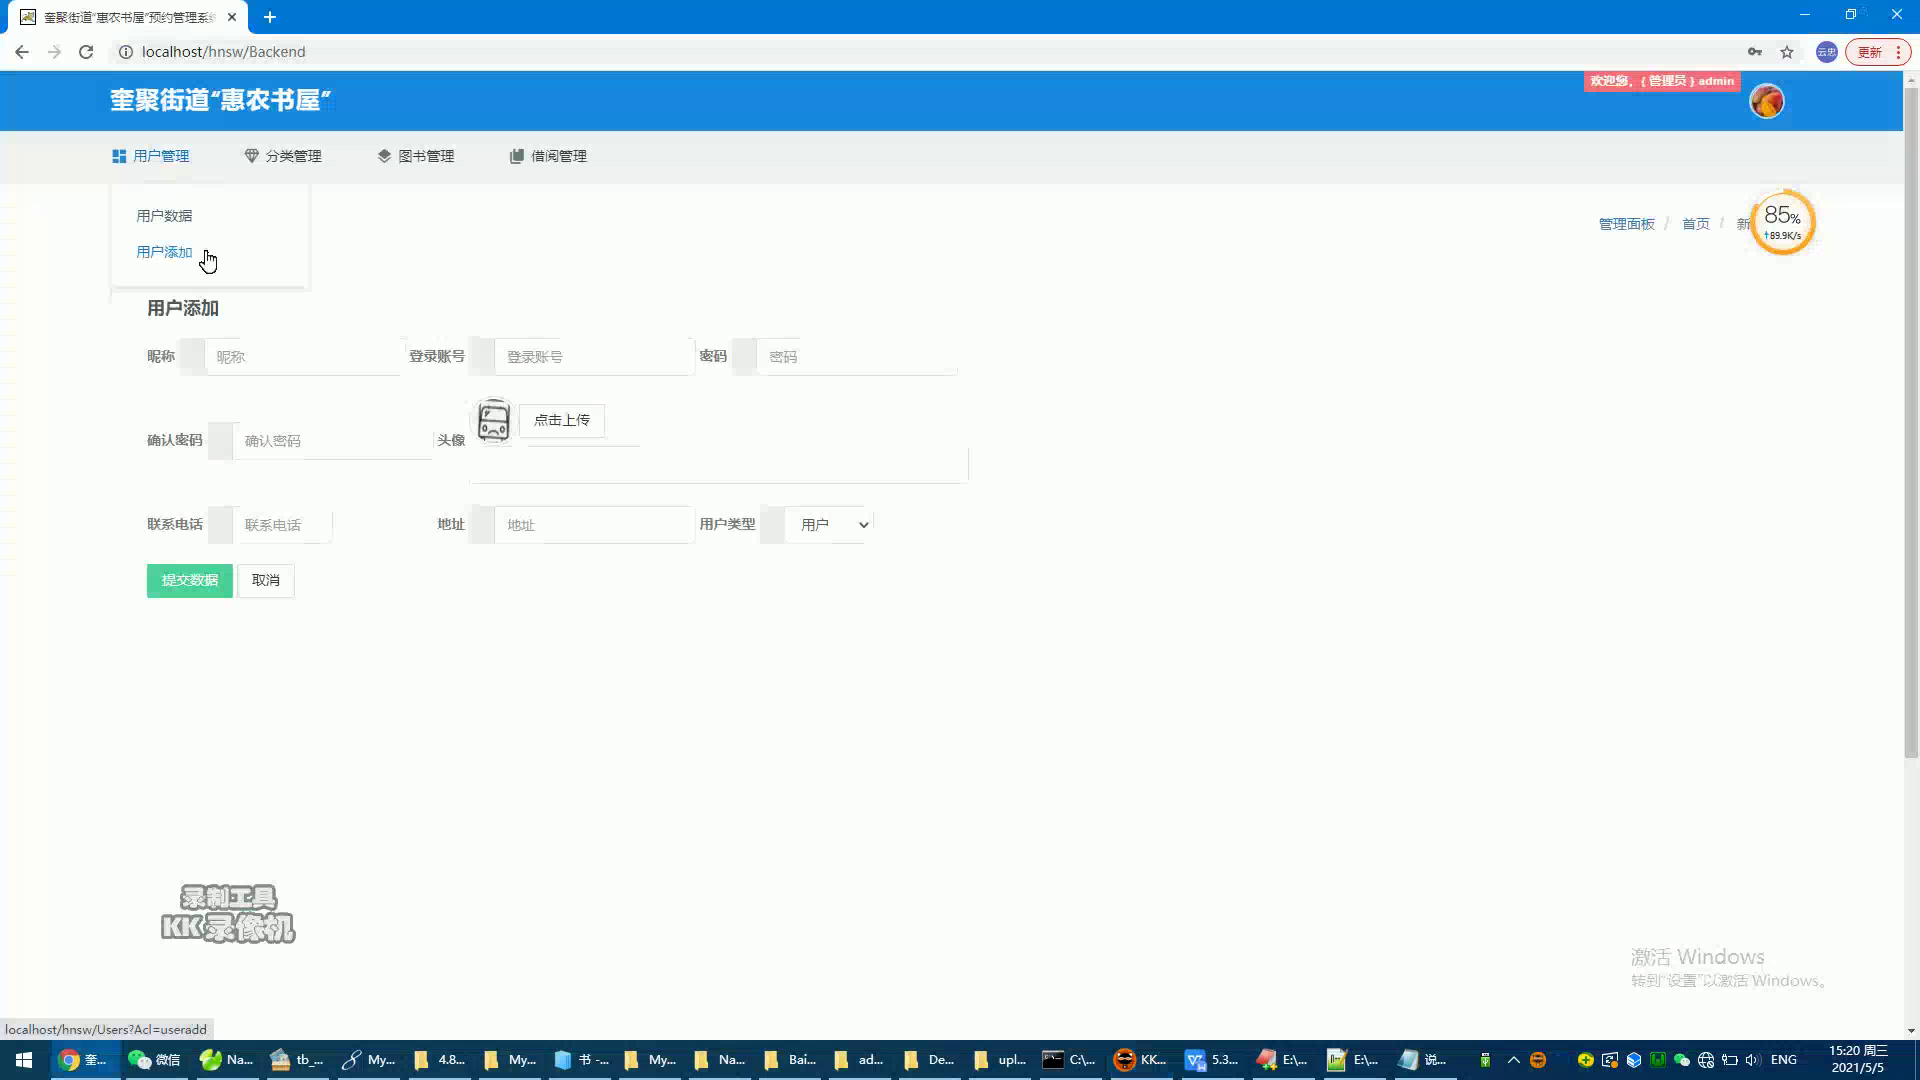 奎聚街道“惠农书屋”预约管理系统
localhost/hnsw/Backend
云忠
更新
奎聚街道“惠农书屋”
欢迎您，{ 管理员 } admin
用户管理
分类管理
图书管理
借阅管理
用户数据
用户添加
管理面板 / 首页 / 新
85%
↑89.9K/s
用户添加
昵称 昵称 登录账号 登录账号 密码 密码
确认密码 确认密码 头像 点击上传
联系电话 联系电话 地址 地址 用户类型 用户
提交数据 取消
录制工具
KK录像机
激活 Windows
转到“设置”以激活 Windows。
localhost/hnsw/Users?Acl=useradd
奎... 微信 Na... tb_... My... 4.8... My... 书 -... My... Na... Bai... ad... De... upl... C:\... KK... 5.3... E:\... E:\... 说... ENG
15:20 周三
2021/5/5